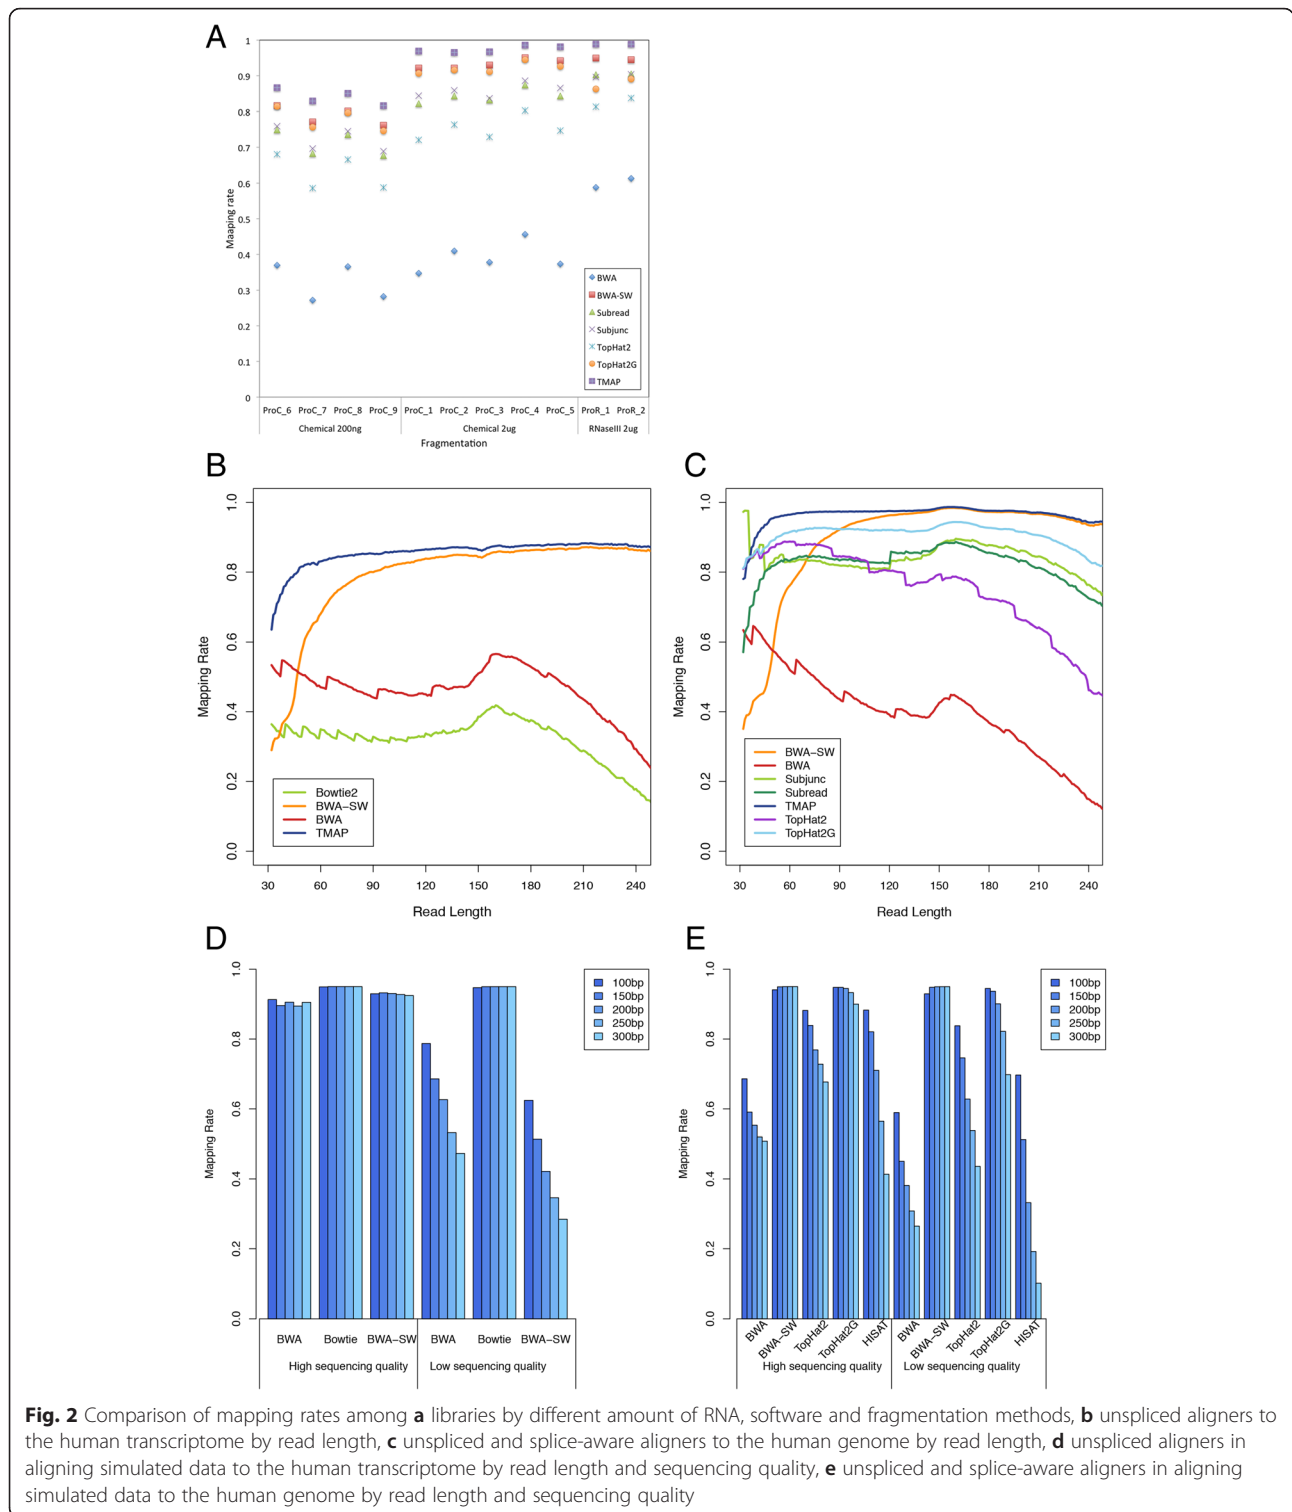 A
Maaping rate
1
0.9
0.8
0.7
0.6
0.5
0.4
0.3
0.2
0.1
0
BWA
BWA-SW
Subread
Subjunc
TopHat2
TopHat2G
TMAP
ProC_6 ProC_7 ProC_8 ProC_9 ProC_1 ProC_2 ProC_3 ProC_4 ProC_5 ProR_1 ProR_2
Chemical 200ng Chemical 2ug RNaseIII 2ug
Fragmentation
B
Mapping Rate
1.0
0.8
0.6
0.4
0.2
0.0
Bowtie2
BWA-SW
BWA
TMAP
30 60 90 120 150 180 210 240
Read Length
C
Mapping Rate
1.0
0.8
0.6
0.4
0.2
0.0
BWA-SW
BWA
Subjunc
Subread
TMAP
TopHat2
TopHat2G
30 60 90 120 150 180 210 240
Read Length
D
Mapping Rate
1.0
0.8
0.6
0.4
0.2
0.0
100bp
150bp
200bp
250bp
300bp
BWA Bowtie BWA-SW BWA Bowtie BWA-SW
High sequencing quality Low sequencing quality
E
Mapping Rate
1.0
0.8
0.6
0.4
0.2
0.0
100bp
150bp
200bp
250bp
300bp
BWA BWA-SW TopHat2 TopHat2G HISAT BWA BWA-SW TopHat2 TopHat2G HISAT
High sequencing quality Low sequencing quality
Fig. 2 Comparison of mapping rates among a libraries by different amount of RNA, software and fragmentation methods, b unspliced aligners to
the human transcriptome by read length, c unspliced and splice-aware aligners to the human genome by read length, d unspliced aligners in
aligning simulated data to the human transcriptome by read length and sequencing quality, e unspliced and splice-aware aligners in aligning
simulated data to the human genome by read length and sequencing quality